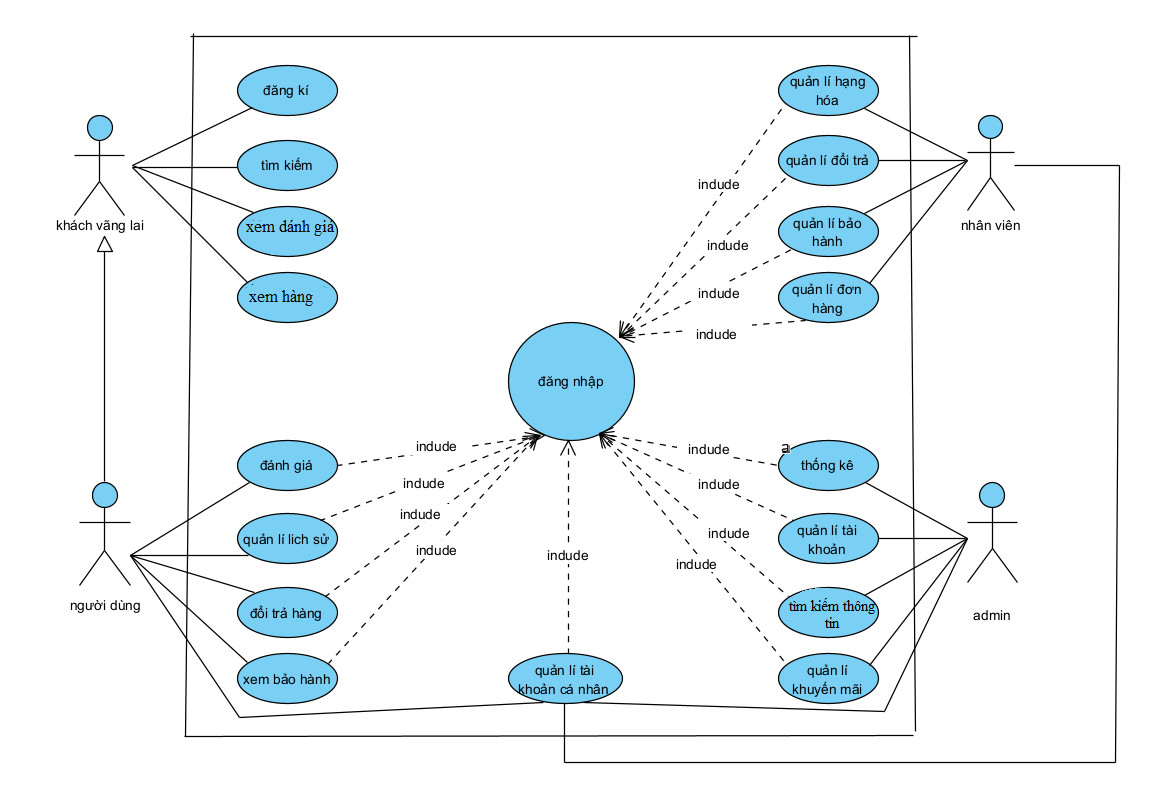 đăng kí
tìm kiếm
xem dánh giá
xem hàng
khách vãng lai
quản lí hạng
hóa
quản lí đổi trả
quản lí bảo
hành
quản lí đơn
hàng
nhân viên
indude
indude
indude
indude
đăng nhập
đánh giá
quản lí lich sử
đổi trả hàng
xem bảo hành
người dùng
indude
indude
indude
indude
indude
quản lí tài
khoản cá nhân
indude
indude
indude
indude
a
thống kê
quản lí tài
khoản
tìm kiếm thông
tin
quản lí
khuyến mãi
admin